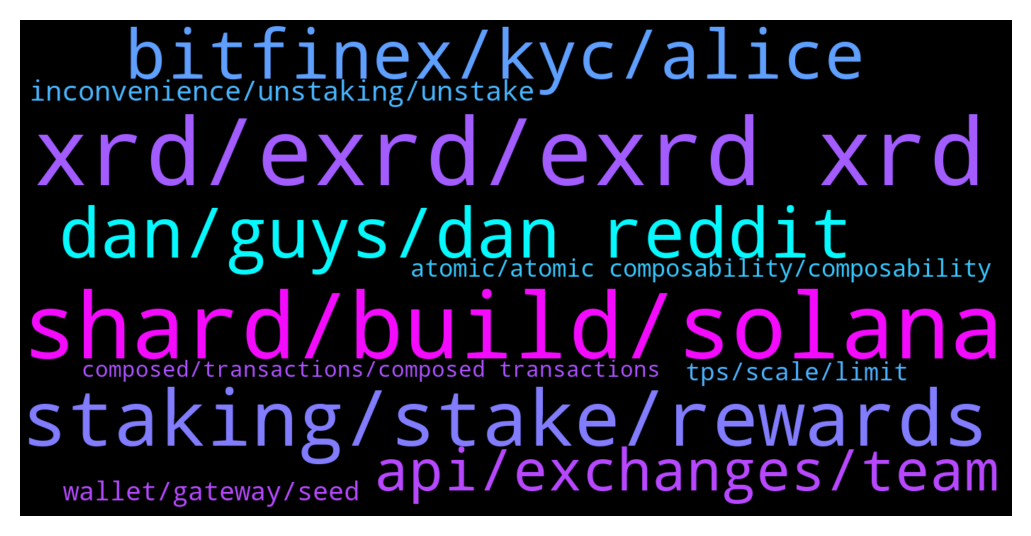 bitfinex/kyc/alice
inconvenience/unstaking/unstake
xrd/exrd/exrd xrd
dan/guys/dan reddit
atomic/atomic composability/composability
shard/build/solana
composed/transactions/composed transactions
tps/scale/limit
staking/stake/rewards
api/exchanges/team
wallet/gateway/seed